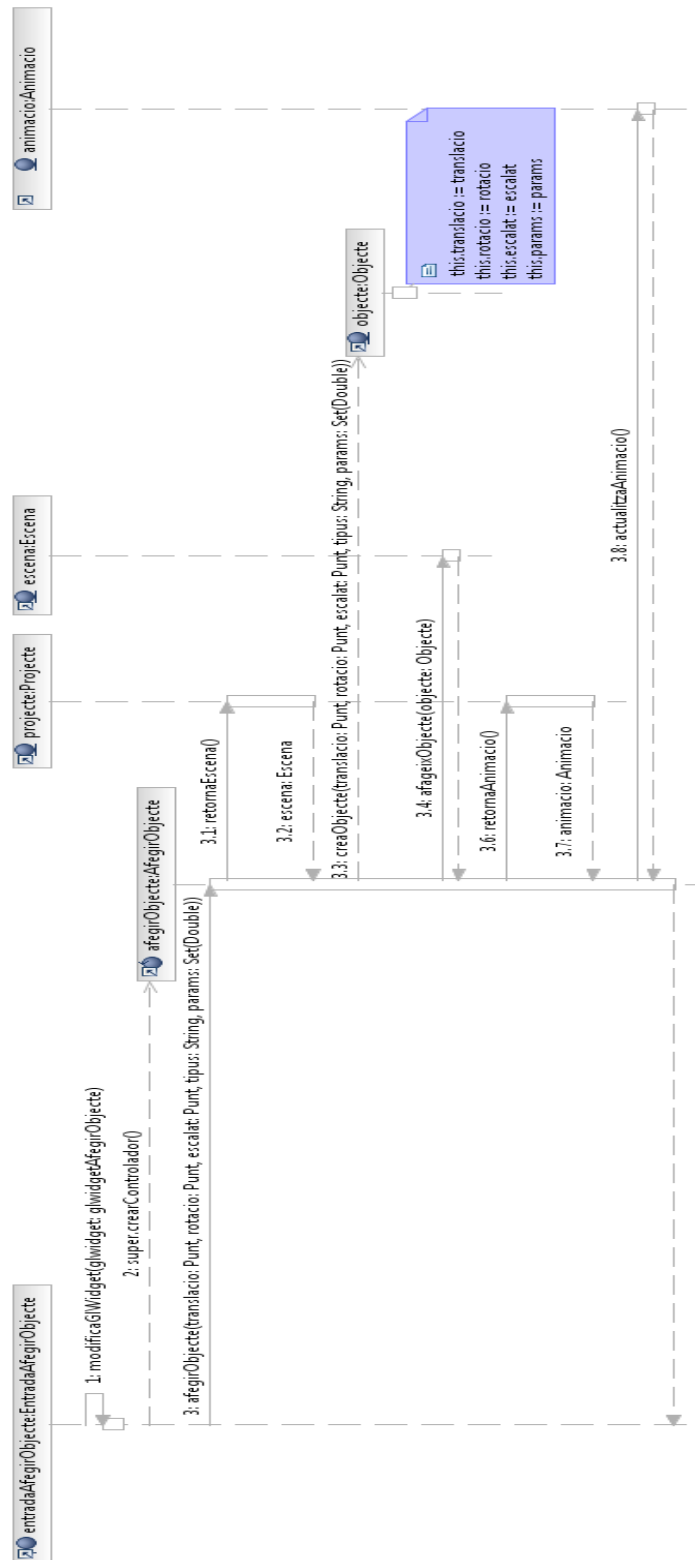 entradaAfegirObjecte:EntradaAfegirObjecte
projecte:Projecte
escena:Escena
animacio:Animacio
1: modificaGlWidget(glwidget: glwidgetAfegirObjecte)
2: super.crearControlador()
afegirObjecte:AfegirObjecte
3: afegirObjecte(translacio: Punt, rotacio: Punt, escalat: Punt, tipus: String, params: Set(Double))
3.1: retornaEscena()
3.2: escena: Escena
3.3: creaObjecte(translacio: Punt, rotacio: Punt, escalat: Punt, tipus: String, params: Set(Double))
objecte:Objecte
this.translacio := translacio
this.rotacio := rotacio
this.escalat := escalat
this.params := params
3.4: afageixObjecte(objecte: Objecte)
3.6: retornaAnimacio()
3.7: animacio: Animacio
3.8: actualitzaAnimacio()